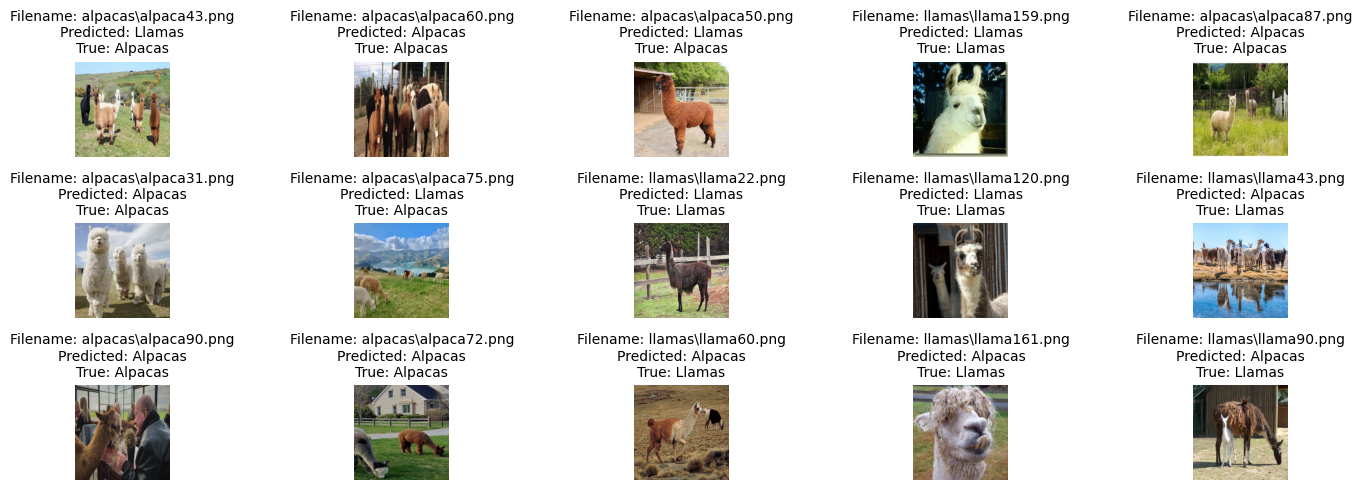 Filename: alpacas\alpaca43.png
Predicted: Llamas
True: Alpacas
Filename: alpacas\alpaca60.png
Predicted: Alpacas
True: Alpacas
Filename: alpacas\alpaca50.png
Predicted: Llamas
True: Alpacas
Filename: llamas\llama159.png
Predicted: Llamas
True: Llamas
Filename: alpacas\alpaca87.png
Predicted: Alpacas
True: Alpacas
Filename: alpacas\alpaca31.png
Predicted: Alpacas
True: Alpacas
Filename: alpacas\alpaca75.png
Predicted: Llamas
True: Alpacas
Filename: llamas\llama22.png
Predicted: Llamas
True: Llamas
Filename: llamas\llama120.png
Predicted: Llamas
True: Llamas
Filename: llamas\llama43.png
Predicted: Alpacas
True: Llamas
Filename: alpacas\alpaca90.png
Predicted: Alpacas
True: Alpacas
Filename: alpacas\alpaca72.png
Predicted: Alpacas
True: Alpacas
Filename: llamas\llama60.png
Predicted: Alpacas
True: Llamas
Filename: llamas\llama161.png
Predicted: Alpacas
True: Llamas
Filename: llamas\llama90.png
Predicted: Alpacas
True: Llamas